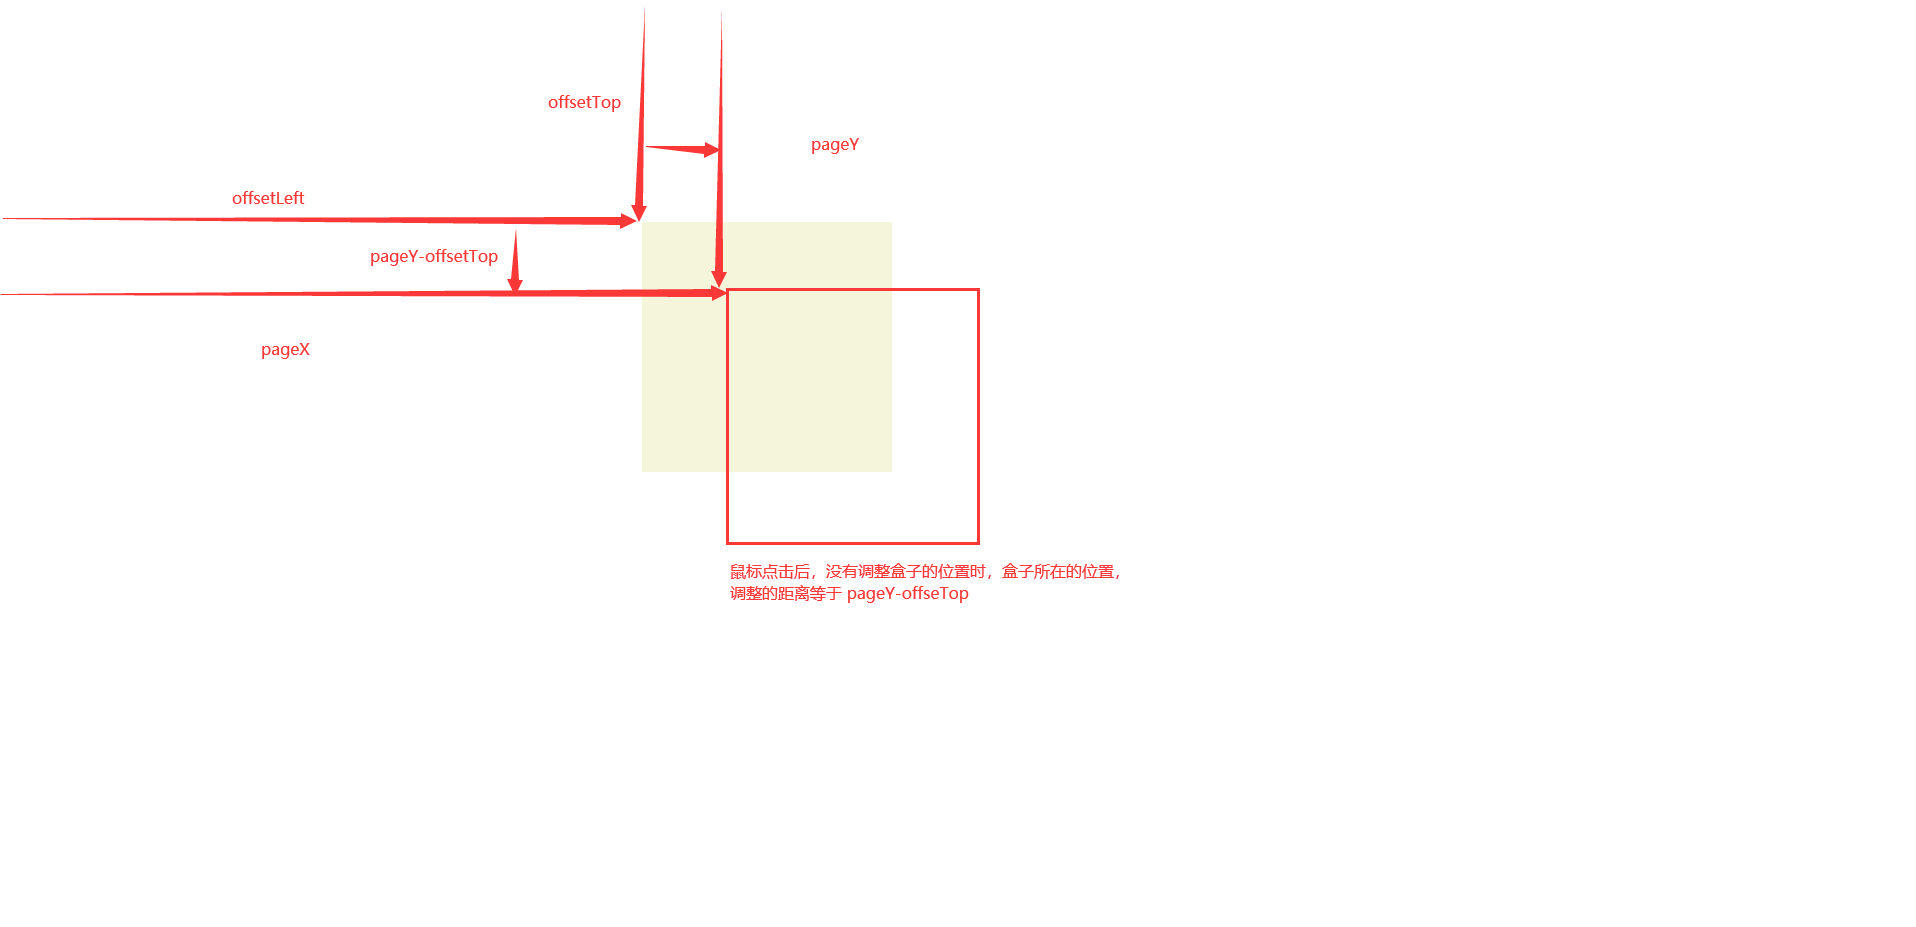 offsetTop
pageY
offsetLeft
pageY-offsetTop
pageX
鼠标点击后，没有调整盒子的位置时，盒子所在的位置，
调整的距离等于 pageY-offseTop